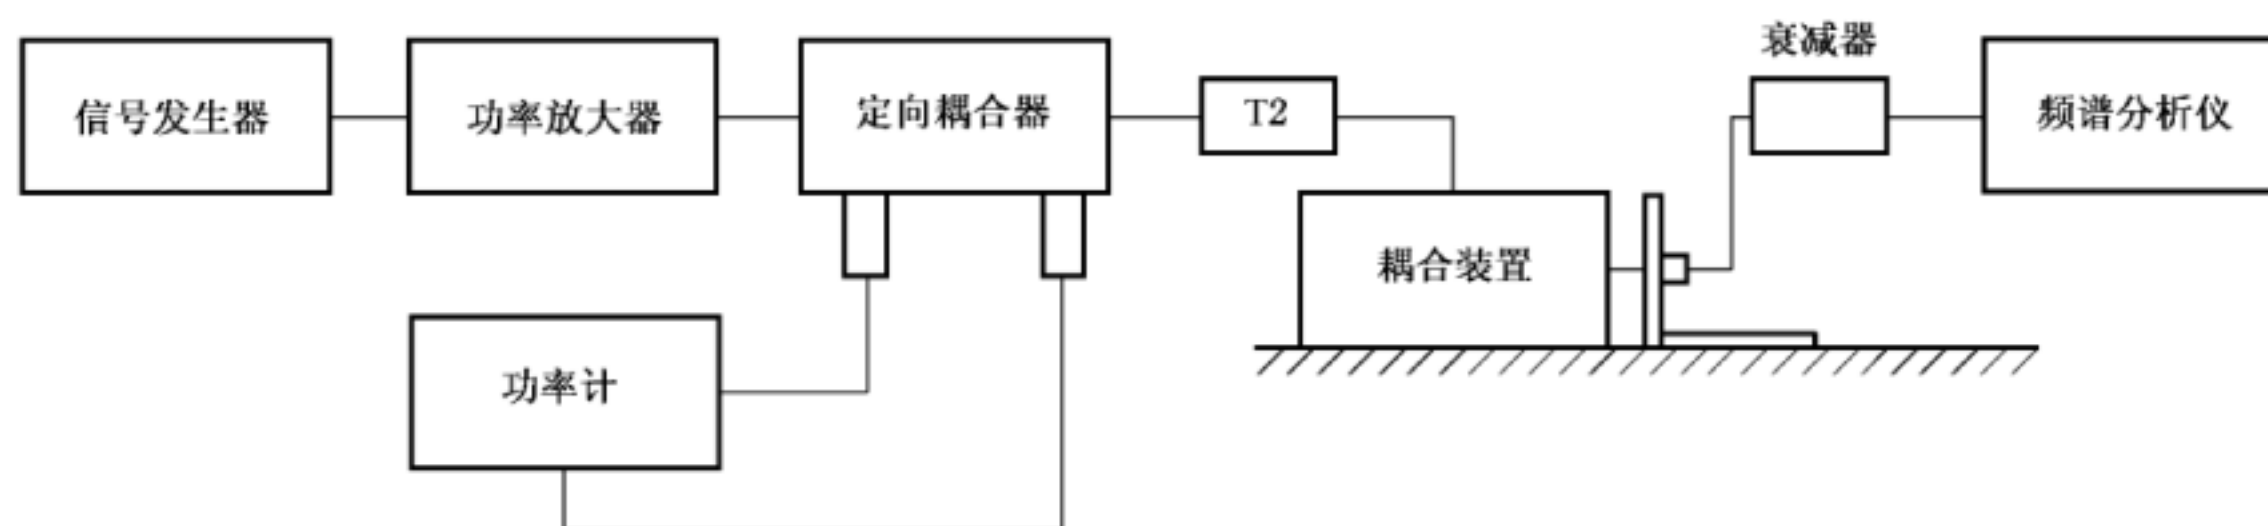 衰减器
信号发生器
功率放大器
定向耦合器
T2
频谱分析仪
耦合装置
功率计